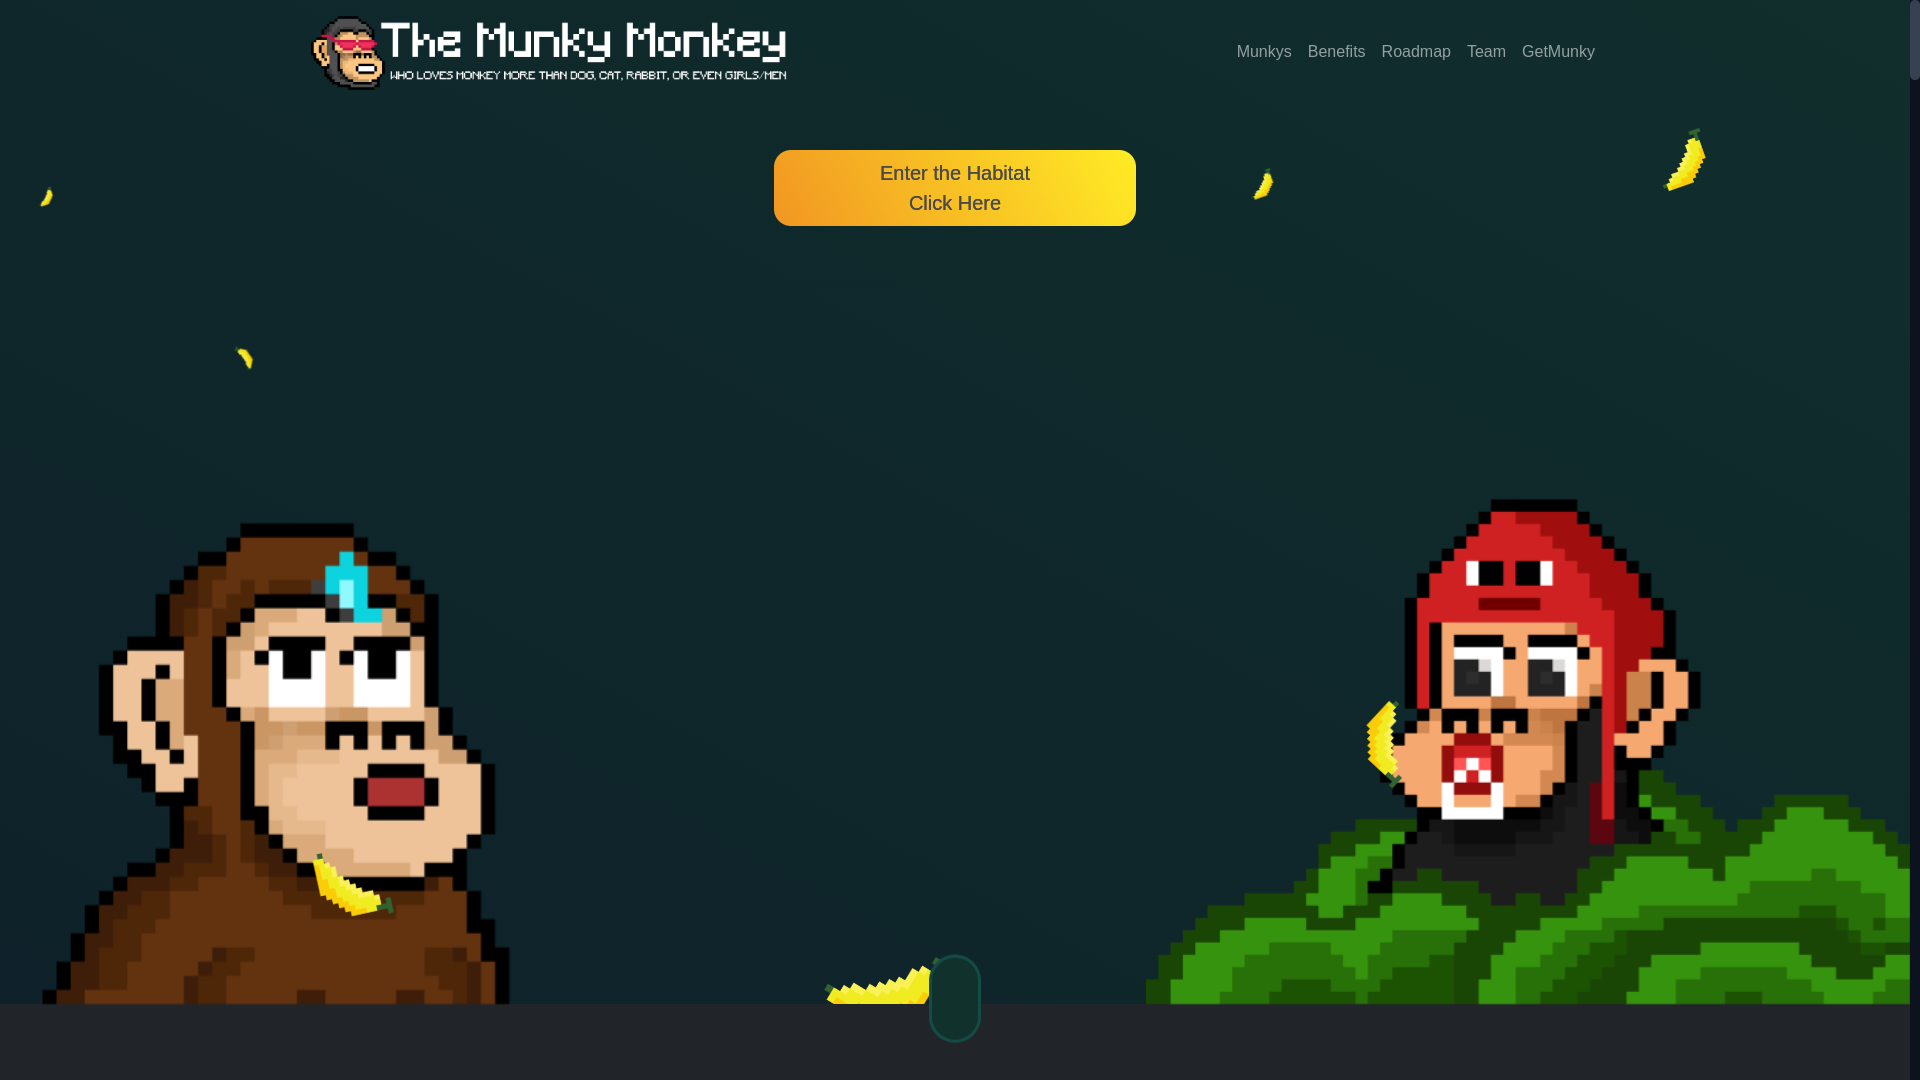 The Munky Monkey
WHO LOVES MONKEY MORE THAN DOG, CAT, RABBIT, OR EVEN GIRLS/MEN
Munkys
Benefits
Roadmap
Team
GetMunky
Enter the Habitat
Click Here